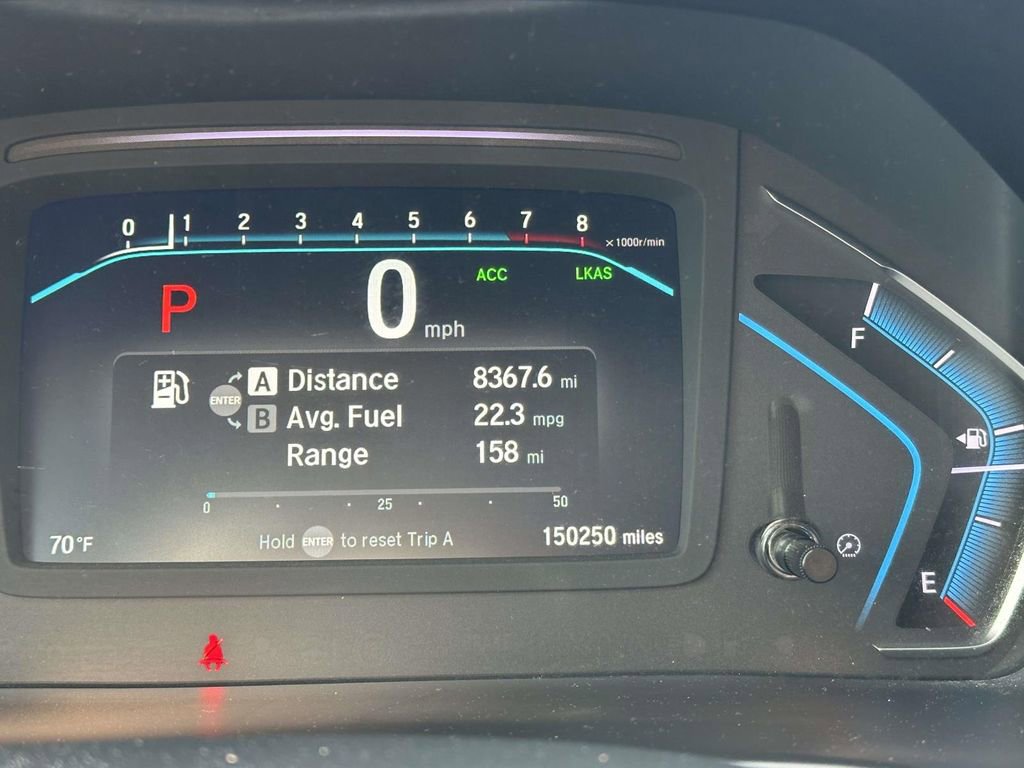 0 1 2 3 4 5 6 7 8 ×1000r/min
P 0 mph ACC LKAS
ENTER A Distance 8367.6 mi
B Avg. Fuel 22.3 mpg
Range 158 mi
0 25 50
70°F Hold ENTER to reset Trip A 150250 miles
F
E